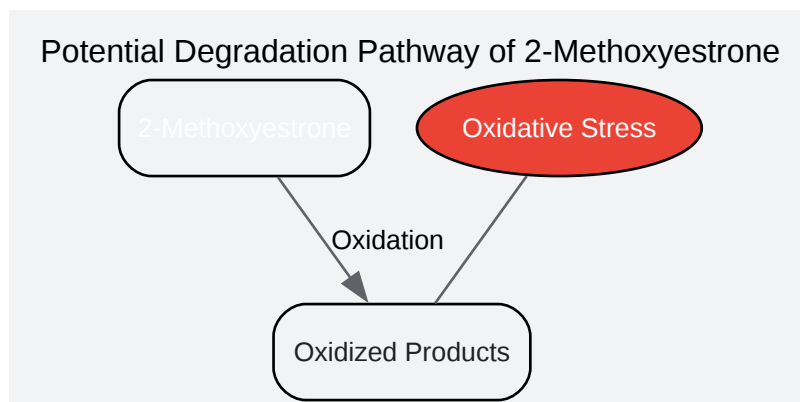 Potential Degradation Pathway of 2-Methoxyestrone
2-Methoxyestrone
Oxidative Stress
Oxidation
Oxidized Products